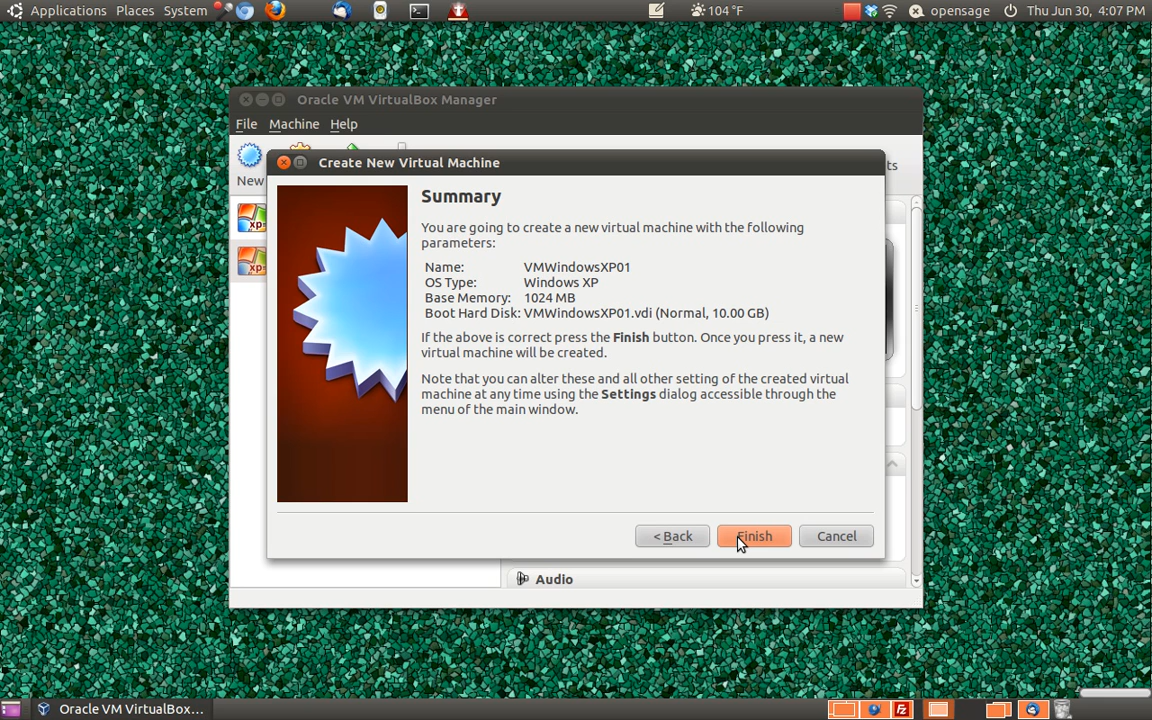 Applications Places System 104 °F opensage Thu Jun 30, 4:07 PM
Oracle VM VirtualBox Manager
File Machine Help
Create New Virtual Machine
ts
New
Summary
You are going to create a new virtual machine with the following
parameters:
Name: VMWindowsXP01
OS Type: Windows XP
Base Memory: 1024 MB
Boot Hard Disk: VMWindowsXP01.vdi (Normal, 10.00 GB)
If the above is correct press the Finish button. Once you press it, a new
virtual machine will be created.
Note that you can alter these and all other setting of the created virtual
machine at any time using the Settings dialog accessible through the
menu of the main window.
xp
xp
< Back Finish Cancel
Audio
Oracle VM VirtualBox...